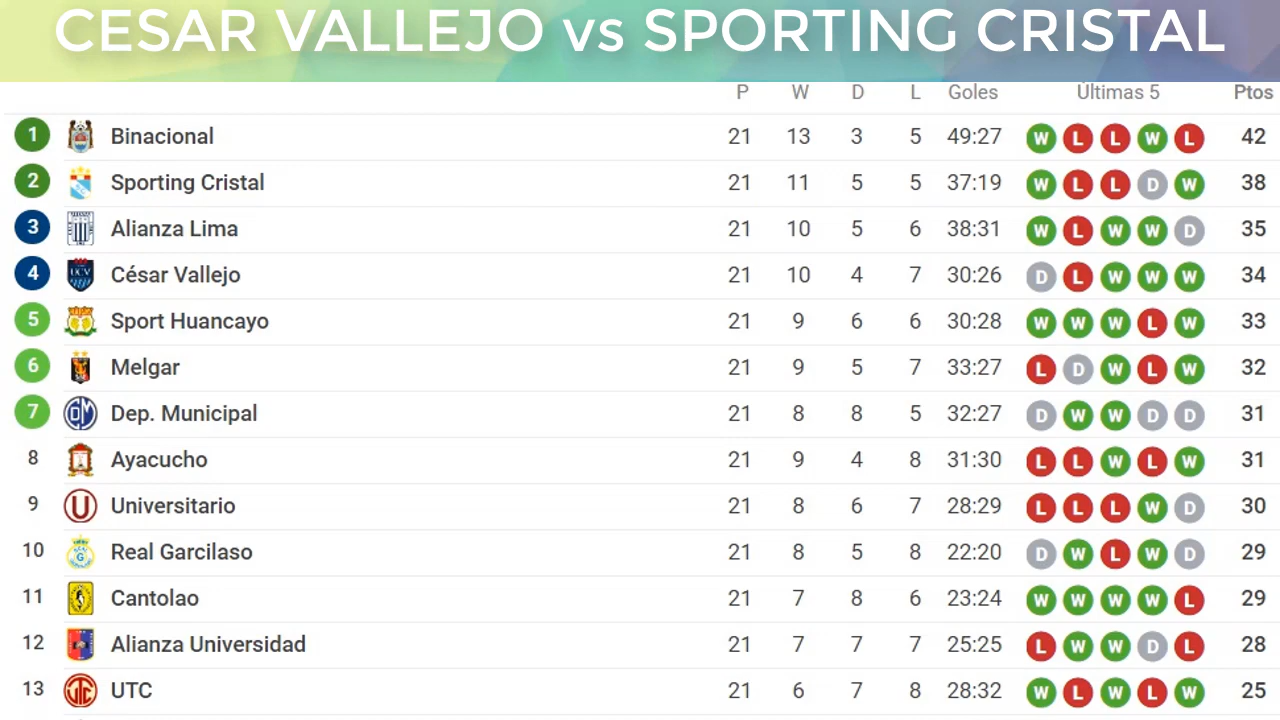 CESAR VALLEJO vs SPORTING CRISTAL
P W D L Goles Últimas 5 Ptos
1 Binacional 21 13 3 5 49:27 W L L W L 42
2 Sporting Cristal 21 11 5 5 37:19 W L L D W 38
3 Alianza Lima 21 10 5 6 38:31 W L W W D 35
4 UCV César Vallejo 21 10 4 7 30:26 D L W W W 34
5 Sport Huancayo 21 9 6 6 30:28 W W W L W 33
6 Melgar 21 9 5 7 33:27 L D W L W 32
7 Dep. Municipal 21 8 8 5 32:27 D W W D D 31
8 Ayacucho 21 9 4 8 31:30 L L W L W 31
9 U Universitario 21 8 6 7 28:29 L L L W D 30
10 Real Garcilaso 21 8 5 8 22:20 D W L W D 29
11 Cantolao 21 7 8 6 23:24 W W W W L 29
12 Alianza Universidad 21 7 7 7 25:25 L W W D L 28
13 UTC UTC 21 6 7 8 28:32 W L W L W 25